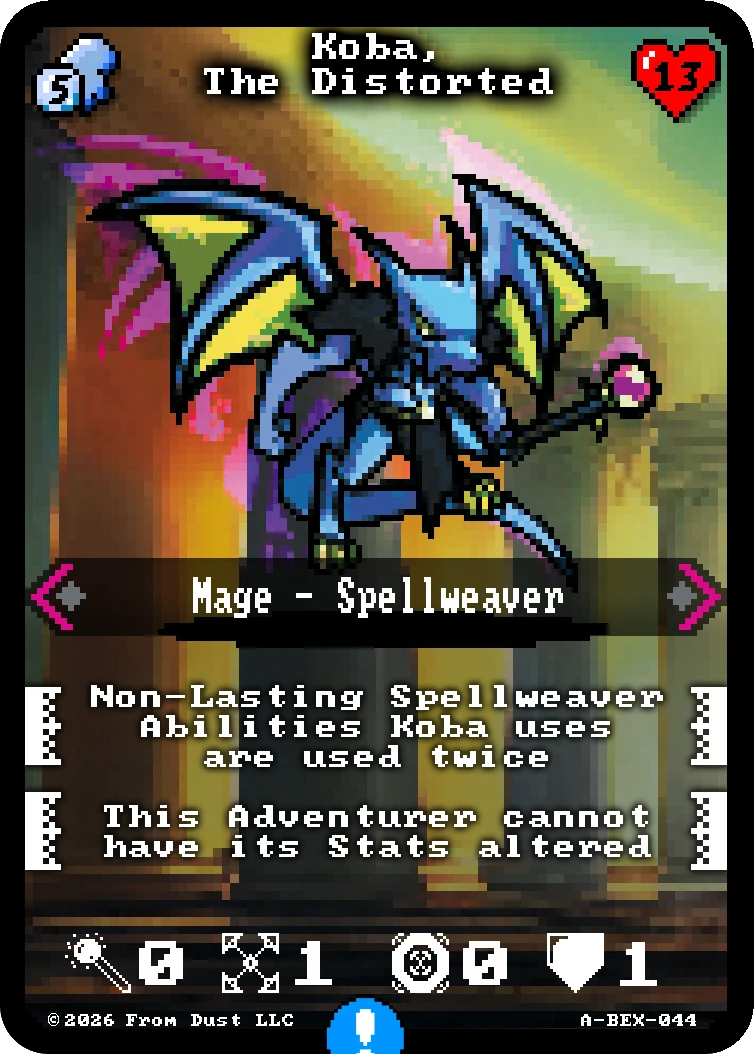 Koba,
The Distorted
5
13
Mage - Spellweaver
Non-Lasting Spellweaver
Abilities Koba uses
are used twice
This Adventurer cannot
have its Stats altered
0 1 0 1
©2026 From Dust LLC
A-BEX-044